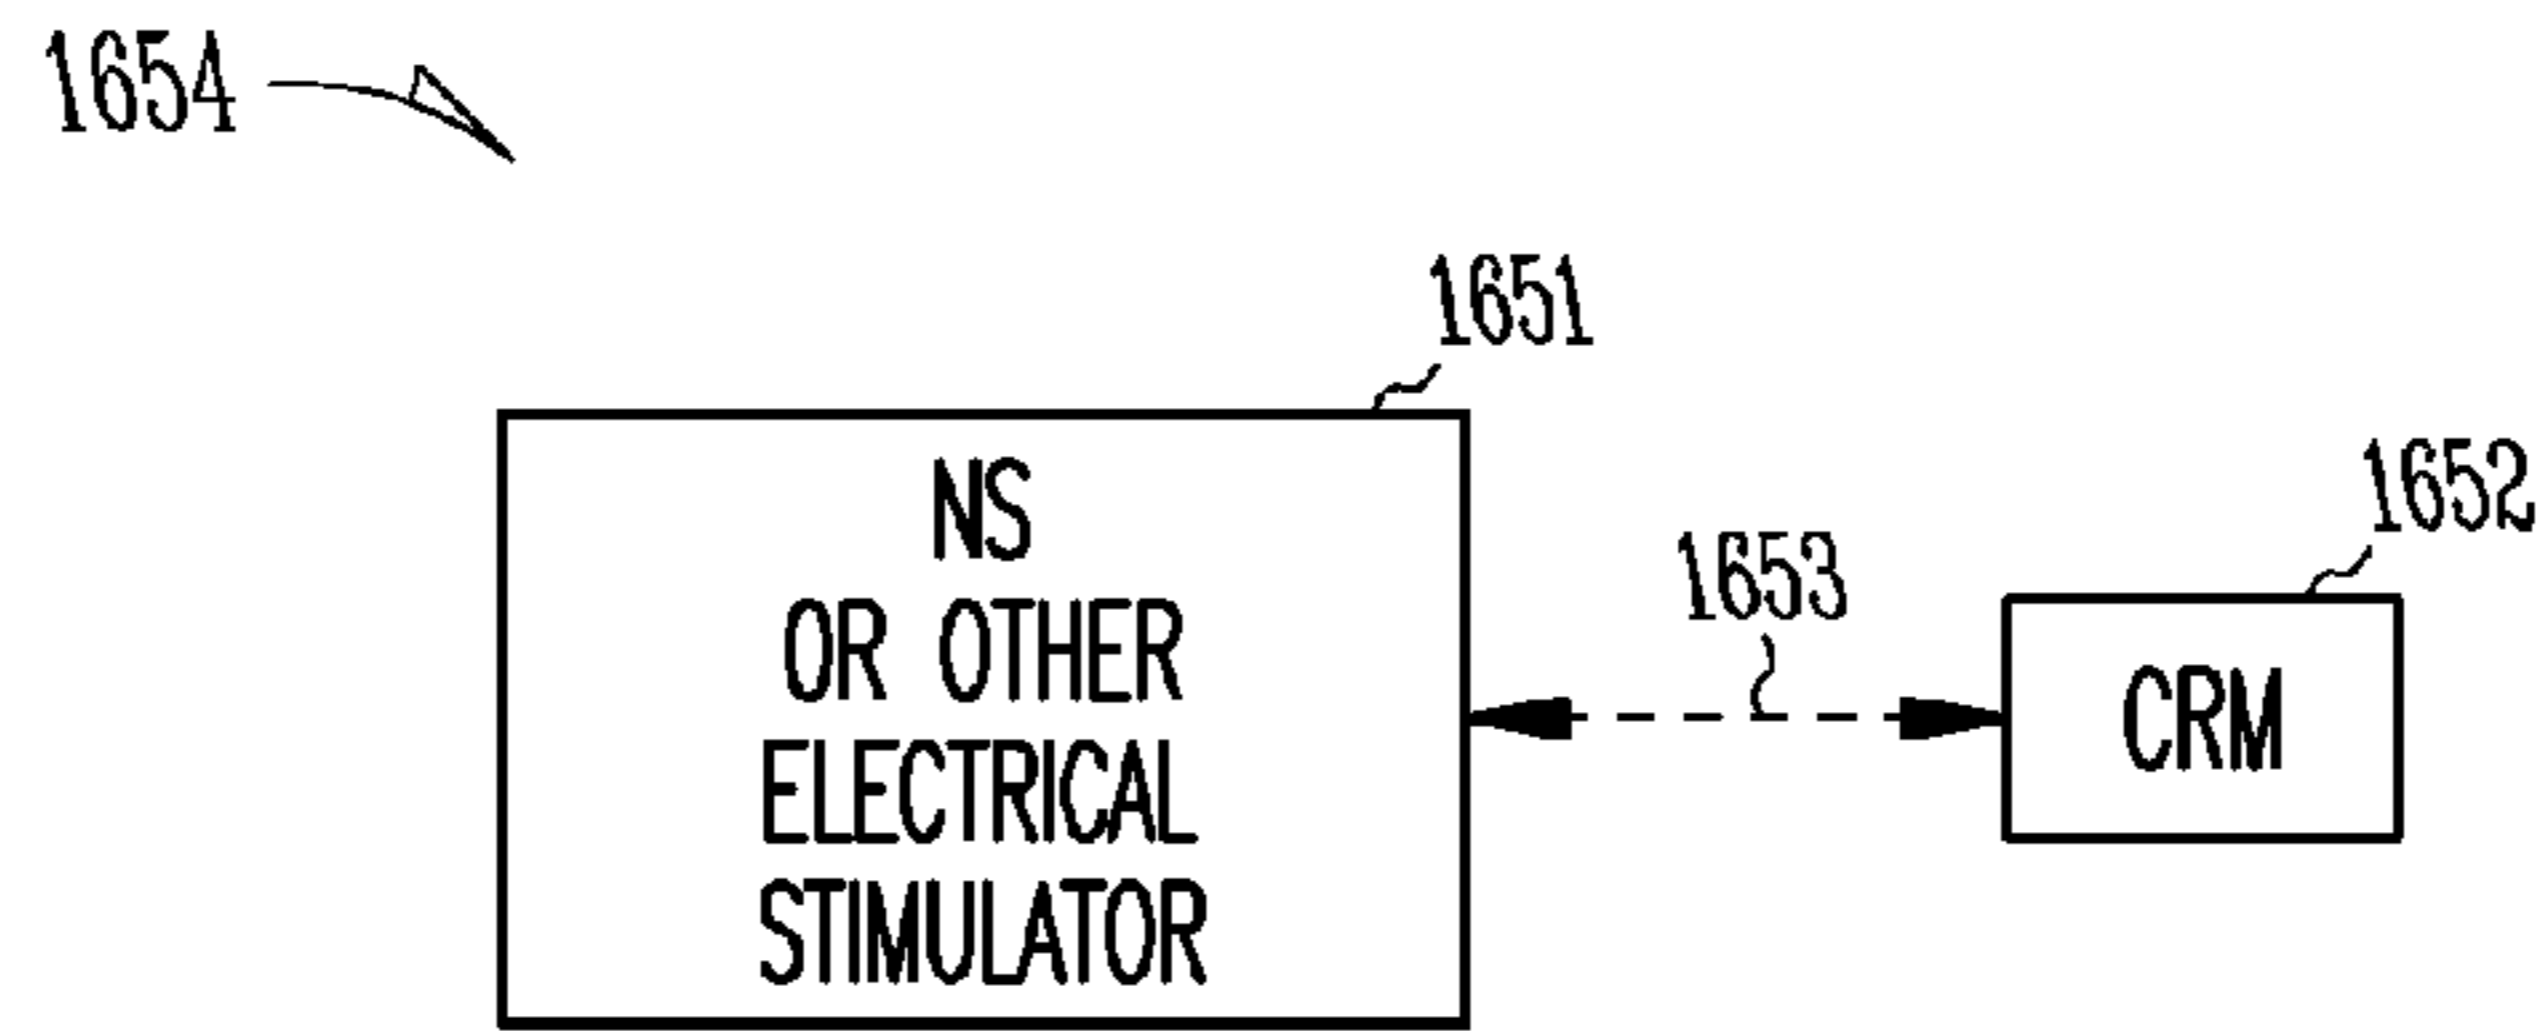 1654
1651
NS
OR OTHER
ELECTRICAL
STIMULATOR
1653
1652
CRM